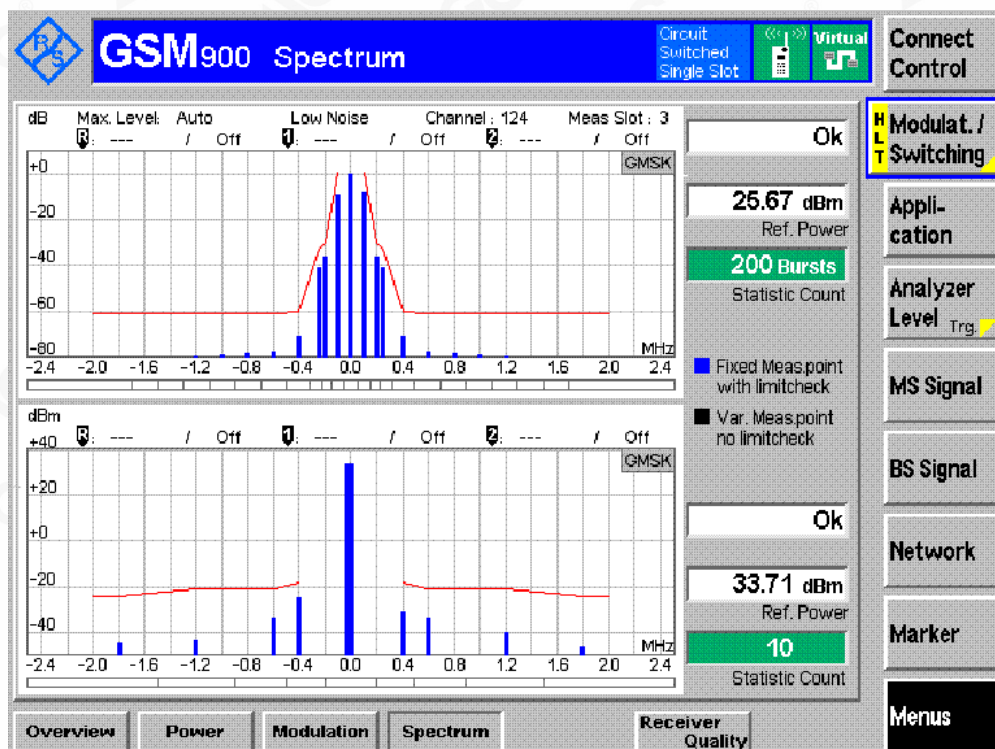 R S
GSM900 Spectrum
Circuit Switched Single Slot
Virtual
Connect Control
dB Max. Level: Auto Low Noise Channel : 124 Meas Slot : 3
R: --- / Off 1: --- / Off 2: --- / Off
GMSK
+0
-20
-40
-60
-80
MHz
-2.4 -2.0 -1.6 -1.2 -0.8 -0.4 0.0 0.4 0.8 1.2 1.6 2.0 2.4
Ok
25.67 dBm
Ref. Power
200 Bursts
Statistic Count
Fixed Meas.point
with limitcheck
Var. Meas.point
no limitcheck
dBm
R: --- / Off 1: --- / Off 2: --- / Off
+40
GMSK
+20
+0
-20
-40
MHz
-2.4 -2.0 -1.6 -1.2 -0.8 -0.4 0.0 0.4 0.8 1.2 1.6 2.0 2.4
Ok
33.71 dBm
Ref. Power
10
Statistic Count
HLT
Modulat. /
Switching
Appli-
cation
Analyzer
Level Trg.
MS Signal
BS Signal
Network
Marker
Menus
Overview
Power
Modulation
Spectrum
Receiver
Quality